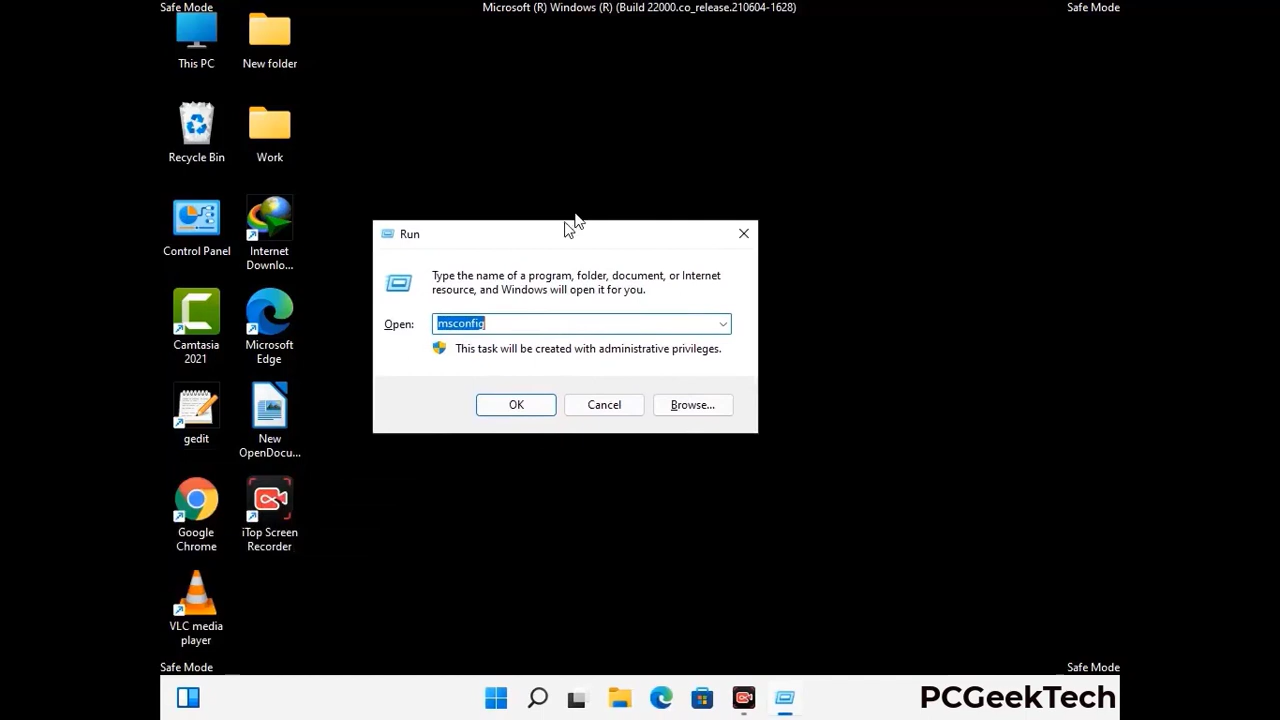 Safe Mode
Microsoft (R) Windows (R) (Build 22000.co_release.210604-1628)
Safe Mode
This PC
New folder
Recycle Bin
Work
Control Panel
Internet
Downlo...
Camtasia
2021
Microsoft
Edge
gedit
New
OpenDocu...
Google
Chrome
iTop Screen
Recorder
VLC media
player
Run
Type the name of a program, folder, document, or Internet
resource, and Windows will open it for you.
Open:
msconfig
This task will be created with administrative privileges.
OK
Cancel
Browse...
Safe Mode
Safe Mode
PCGeekTech